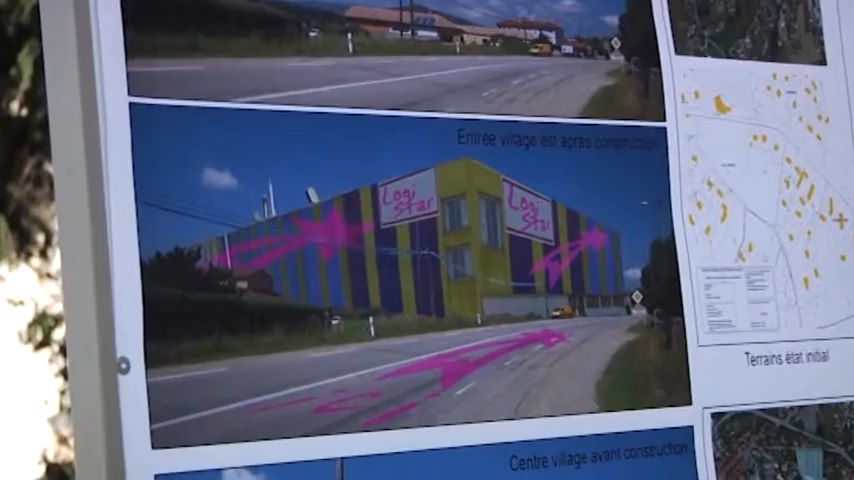 Entrée village est après construction
Logi
Star
Logi
Star
Terrains état initial
Centre village avant construction